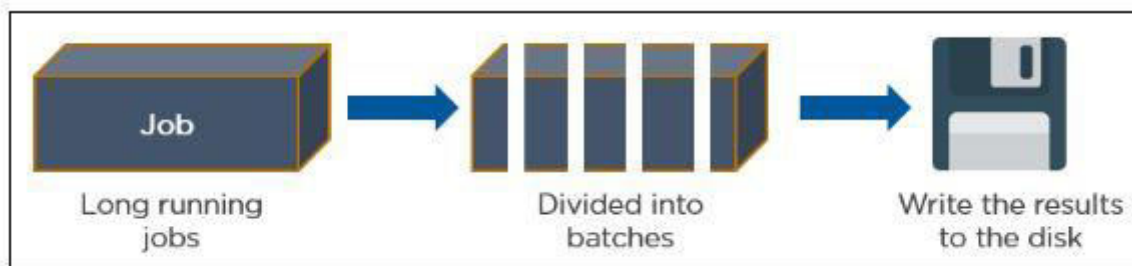 Job
Long running
jobs
Divided into
batches
Write the results
to the disk